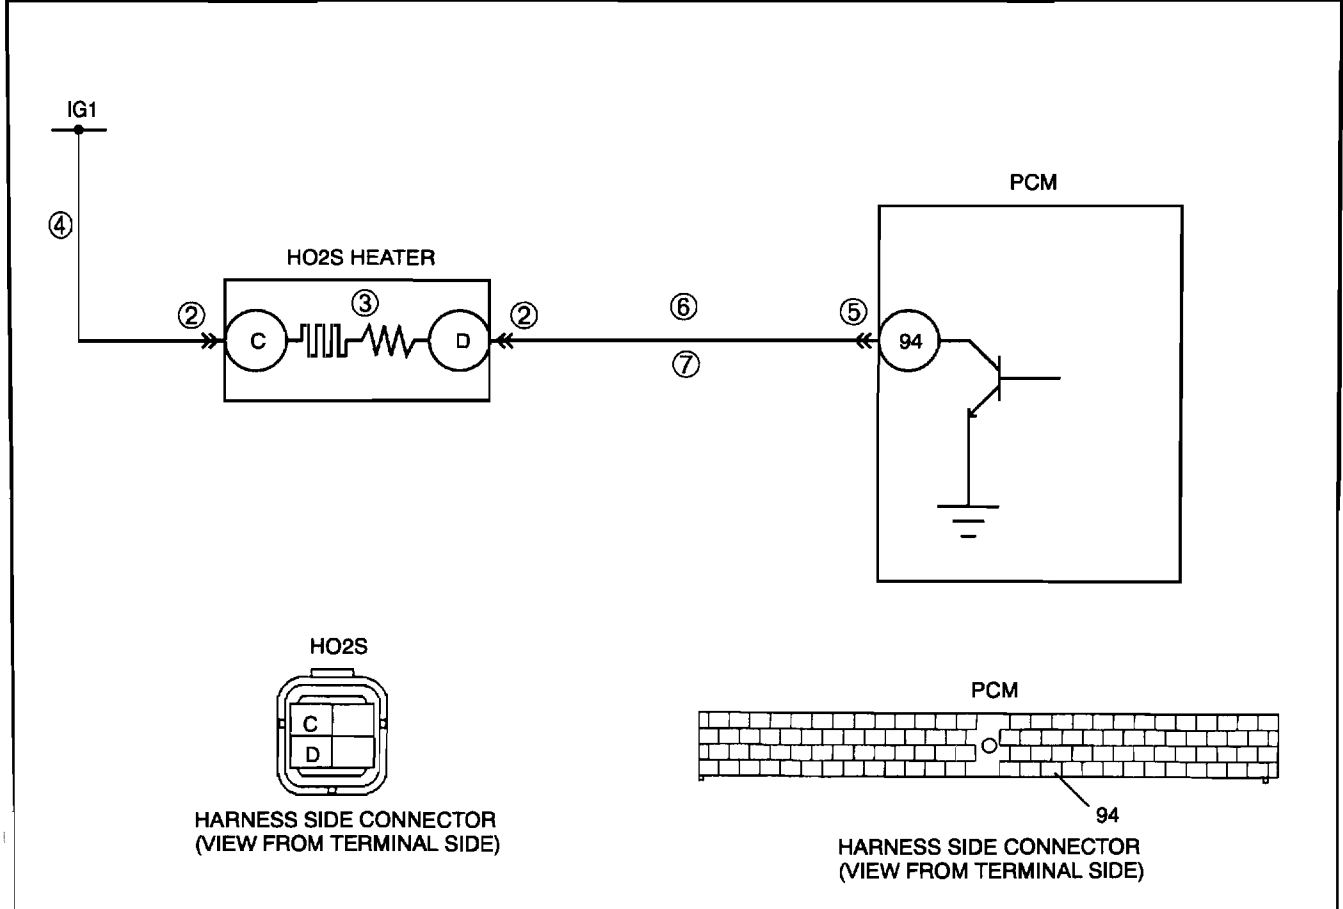 IG1
PCM
④
HO2S HEATER
② ③ ② ⑥ ⑤
C D 94
⑦
HO2S
C
D
HARNESS SIDE CONNECTOR
(VIEW FROM TERMINAL SIDE)
PCM
94
HARNESS SIDE CONNECTOR
(VIEW FROM TERMINAL SIDE)